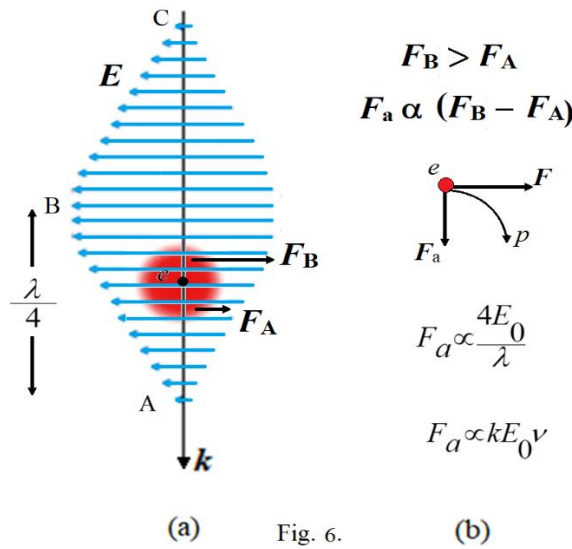 C
E
B
λ/4
e
F_B
F_A
A
k
(a)
F_B > F_A
F_a α (F_B − F_A)
e
F
F_a
p
F_a ∝ 4E_0/λ
F_a ∝ kE_0ν
(b)
Fig. 6.